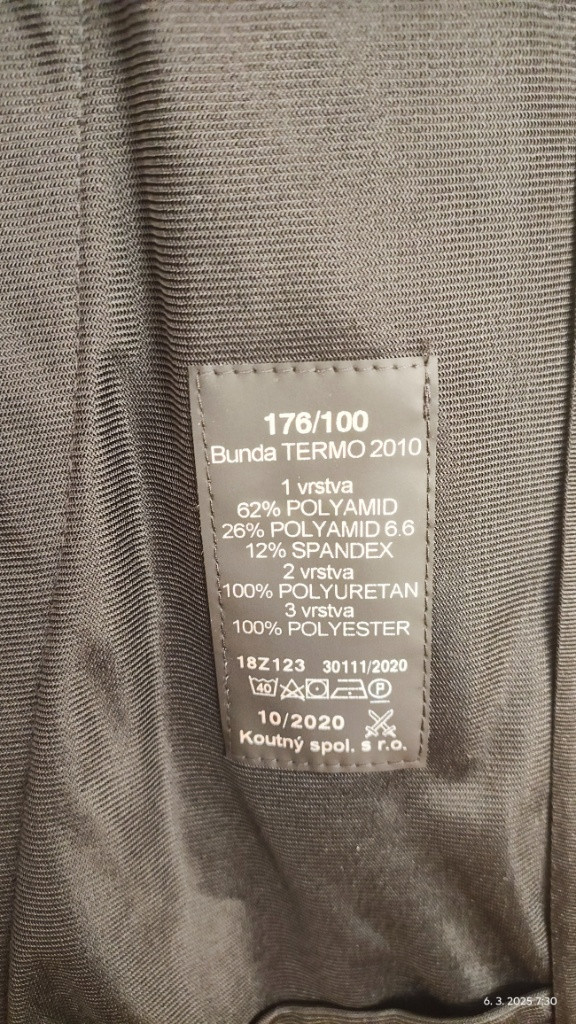 176/100
Bunda TERMO 2010
1 vrstva
62% POLYAMID
26% POLYAMID 6.6
12% SPANDEX
2 vrstva
100% POLYURETAN
3 vrstva
100% POLYESTER
18Z123 30111/2020
40 P
10/2020
Koutný spol. s r.o.
6. 3. 2025 7:30